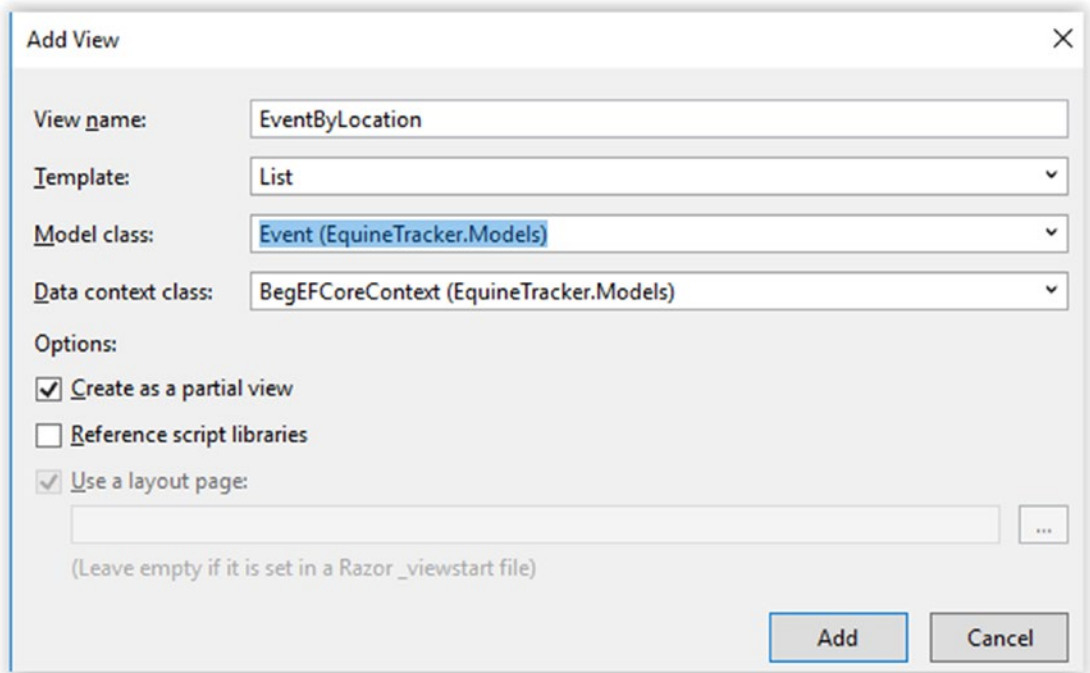 Add View
View name: EventByLocation
Template: List
Model class: Event (EquineTracker.Models)
Data context class: BegEFCoreContext (EquineTracker.Models)
Options:
Create as a partial view
Reference script libraries
Use a layout page:
...
(Leave empty if it is set in a Razor _viewstart file)
Add Cancel